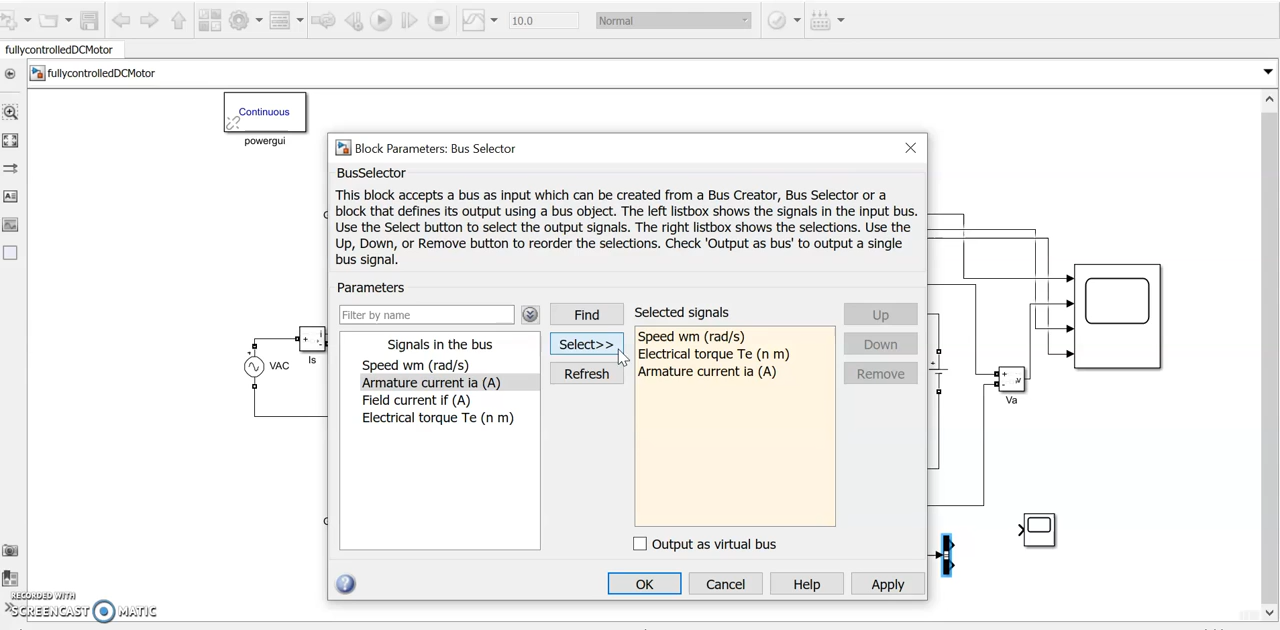 10.0
Normal
fullycontrolledDCMotor
fullycontrolledDCMotor
Continuous
powergui
Block Parameters: Bus Selector
BusSelector
This block accepts a bus as input which can be created from a Bus Creator, Bus Selector or a
block that defines its output using a bus object. The left listbox shows the signals in the input bus.
Use the Select button to select the output signals. The right listbox shows the selections. Use the
Up, Down, or Remove button to reorder the selections. Check 'Output as bus' to output a single
bus signal.
Parameters
Filter by name
Find
Selected signals
Up
Signals in the bus
Select>>
Speed wm (rad/s)
Down
Speed wm (rad/s)
Electrical torque Te (n m)
Armature current ia (A)
Refresh
Armature current ia (A)
Remove
Field current if (A)
Electrical torque Te (n m)
Is
VAC
i
+
-
v
Va
Output as virtual bus
OK
Cancel
Help
Apply
RECORDED WITH
SCREENCAST MATIC